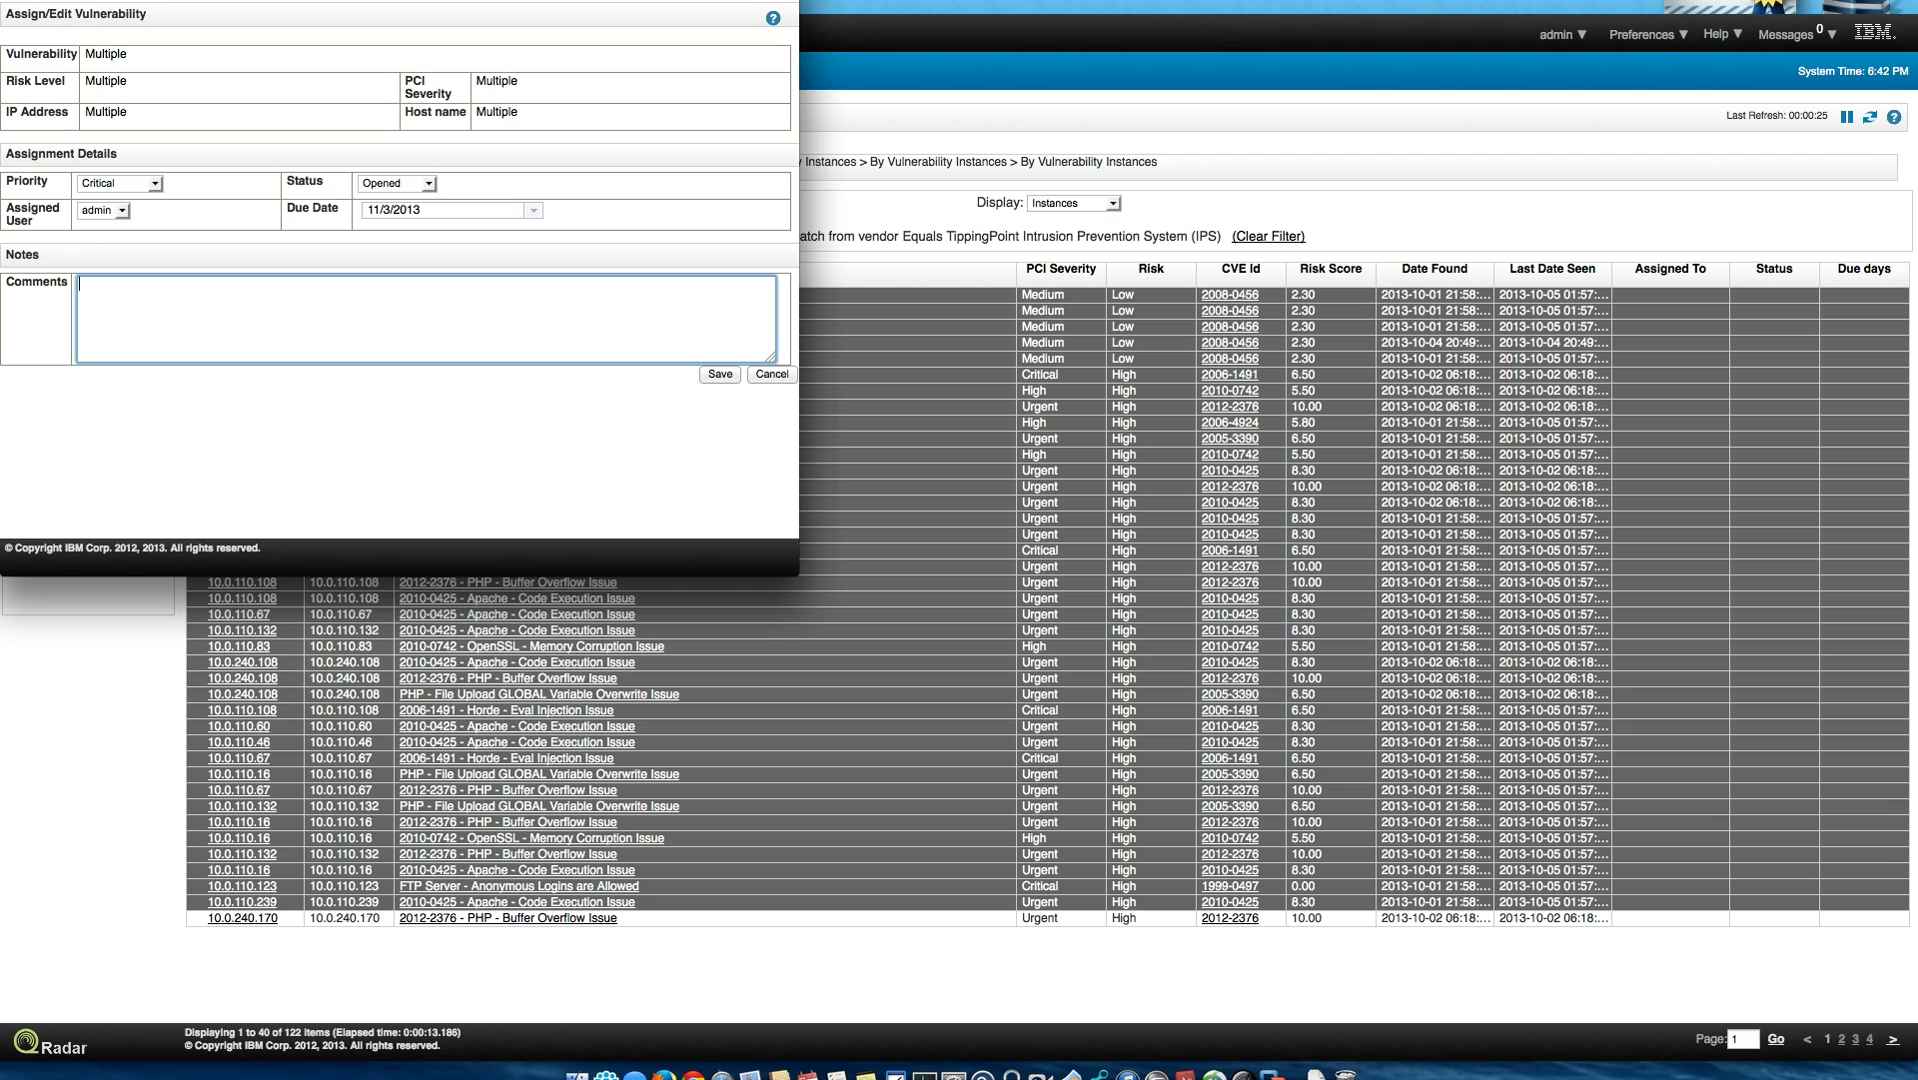 Assign/Edit Vulnerability
?
Vulnerability Multiple
Risk Level Multiple PCI Severity Multiple
IP Address Multiple Host name Multiple
Assignment Details
Priority Critical Status Opened
Assigned User admin Due Date 11/3/2013
Notes
Comments
Save Cancel
© Copyright IBM Corp. 2012, 2013. All rights reserved.
admin ▼ Preferences ▼ Help ▼ Messages 0 ▼ IBM.
System Time: 6:42 PM
Last Refresh: 00:00:25 ?
Instances > By Vulnerability Instances > By Vulnerability Instances
Display: Instances
atch from vendor Equals TippingPoint Intrusion Prevention System (IPS) (Clear Filter)
PCI Severity Risk CVE Id Risk Score Date Found Last Date Seen Assigned To Status Due days
Medium Low 2008-0456 2.30 2013-10-01 21:58:... 2013-10-05 01:57:...
Medium Low 2008-0456 2.30 2013-10-01 21:58:... 2013-10-05 01:57:...
Medium Low 2008-0456 2.30 2013-10-01 21:58:... 2013-10-05 01:57:...
Medium Low 2008-0456 2.30 2013-10-04 20:49:... 2013-10-04 20:49:...
Medium Low 2008-0456 2.30 2013-10-01 21:58:... 2013-10-05 01:57:...
Critical High 2006-1491 6.50 2013-10-02 06:18:... 2013-10-02 06:18:...
High High 2010-0742 5.50 2013-10-02 06:18:... 2013-10-02 06:18:...
Urgent High 2012-2376 10.00 2013-10-02 06:18:... 2013-10-02 06:18:...
High High 2006-4924 5.80 2013-10-01 21:58:... 2013-10-05 01:57:...
Urgent High 2005-3390 6.50 2013-10-01 21:58:... 2013-10-05 01:57:...
High High 2010-0742 5.50 2013-10-01 21:58:... 2013-10-05 01:57:...
Urgent High 2010-0425 8.30 2013-10-02 06:18:... 2013-10-02 06:18:...
Urgent High 2012-2376 10.00 2013-10-02 06:18:... 2013-10-02 06:18:...
Urgent High 2010-0425 8.30 2013-10-02 06:18:... 2013-10-02 06:18:...
Urgent High 2010-0425 8.30 2013-10-01 21:58:... 2013-10-05 01:57:...
Urgent High 2010-0425 8.30 2013-10-01 21:58:... 2013-10-05 01:57:...
Critical High 2006-1491 6.50 2013-10-01 21:58:... 2013-10-05 01:57:...
Urgent High 2012-2376 10.00 2013-10-01 21:58:... 2013-10-05 01:57:...
10.0.110.108 10.0.110.108 2012-2376 - PHP - Buffer Overflow Issue Urgent High 2012-2376 10.00 2013-10-01 21:58:... 2013-10-05 01:57:...
10.0.110.108 10.0.110.108 2010-0425 - Apache - Code Execution Issue Urgent High 2010-0425 8.30 2013-10-01 21:58:... 2013-10-05 01:57:...
10.0.110.67 10.0.110.67 2010-0425 - Apache - Code Execution Issue Urgent High 2010-0425 8.30 2013-10-01 21:58:... 2013-10-05 01:57:...
10.0.110.132 10.0.110.132 2010-0425 - Apache - Code Execution Issue Urgent High 2010-0425 8.30 2013-10-01 21:58:... 2013-10-05 01:57:...
10.0.110.83 10.0.110.83 2010-0742 - OpenSSL - Memory Corruption Issue High High 2010-0742 5.50 2013-10-01 21:58:... 2013-10-05 01:57:...
10.0.240.108 10.0.240.108 2010-0425 - Apache - Code Execution Issue Urgent High 2010-0425 8.30 2013-10-02 06:18:... 2013-10-02 06:18:...
10.0.240.108 10.0.240.108 2012-2376 - PHP - Buffer Overflow Issue Urgent High 2012-2376 10.00 2013-10-02 06:18:... 2013-10-02 06:18:...
10.0.240.108 10.0.240.108 PHP - File Upload GLOBAL Variable Overwrite Issue Urgent High 2005-3390 6.50 2013-10-02 06:18:... 2013-10-02 06:18:...
10.0.110.108 10.0.110.108 2006-1491 - Horde - Eval Injection Issue Critical High 2006-1491 6.50 2013-10-01 21:58:... 2013-10-05 01:57:...
10.0.110.60 10.0.110.60 2010-0425 - Apache - Code Execution Issue Urgent High 2010-0425 8.30 2013-10-01 21:58:... 2013-10-05 01:57:...
10.0.110.46 10.0.110.46 2010-0425 - Apache - Code Execution Issue Urgent High 2010-0425 8.30 2013-10-01 21:58:... 2013-10-05 01:57:...
10.0.110.67 10.0.110.67 2006-1491 - Horde - Eval Injection Issue Critical High 2006-1491 6.50 2013-10-01 21:58:... 2013-10-05 01:57:...
10.0.110.16 10.0.110.16 PHP - File Upload GLOBAL Variable Overwrite Issue Urgent High 2005-3390 6.50 2013-10-01 21:58:... 2013-10-05 01:57:...
10.0.110.67 10.0.110.67 2012-2376 - PHP - Buffer Overflow Issue Urgent High 2012-2376 10.00 2013-10-01 21:58:... 2013-10-05 01:57:...
10.0.110.132 10.0.110.132 PHP - File Upload GLOBAL Variable Overwrite Issue Urgent High 2005-3390 6.50 2013-10-01 21:58:... 2013-10-05 01:57:...
10.0.110.16 10.0.110.16 2012-2376 - PHP - Buffer Overflow Issue Urgent High 2012-2376 10.00 2013-10-01 21:58:... 2013-10-05 01:57:...
10.0.110.16 10.0.110.16 2010-0742 - OpenSSL - Memory Corruption Issue High High 2010-0742 5.50 2013-10-01 21:58:... 2013-10-05 01:57:...
10.0.110.132 10.0.110.132 2012-2376 - PHP - Buffer Overflow Issue Urgent High 2012-2376 10.00 2013-10-01 21:58:... 2013-10-05 01:57:...
10.0.110.16 10.0.110.16 2010-0425 - Apache - Code Execution Issue Urgent High 2010-0425 8.30 2013-10-01 21:58:... 2013-10-05 01:57:...
10.0.110.123 10.0.110.123 FTP Server - Anonymous Logins are Allowed Critical High 1999-0497 0.00 2013-10-01 21:58:... 2013-10-05 01:57:...
10.0.110.239 10.0.110.239 2010-0425 - Apache - Code Execution Issue Urgent High 2010-0425 8.30 2013-10-01 21:58:... 2013-10-05 01:57:...
10.0.240.170 10.0.240.170 2012-2376 - PHP - Buffer Overflow Issue Urgent High 2012-2376 10.00 2013-10-02 06:18:... 2013-10-02 06:18:...
QRadar
Displaying 1 to 40 of 122 items (Elapsed time: 0:00:13.186)
© Copyright IBM Corp. 2012, 2013. All rights reserved.
Page: 1 Go < 1 2 3 4 >